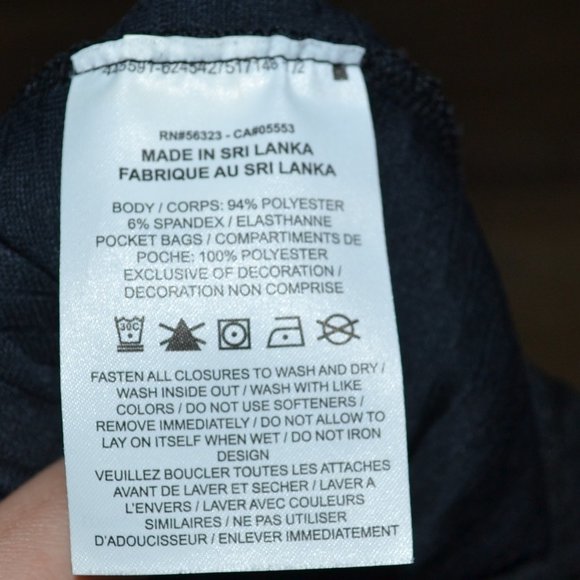 RN#56323 - CA#05553
MADE IN SRI LANKA
FABRIQUE AU SRI LANKA
BODY / CORPS: 94% POLYESTER
6% SPANDEX / ELASTHANNE
POCKET BAGS / COMPARTIMENTS DE
POCHE: 100% POLYESTER
EXCLUSIVE OF DECORATION /
DECORATION NON COMPRISE
30C
FASTEN ALL CLOSURES TO WASH AND DRY /
WASH INSIDE OUT / WASH WITH LIKE
COLORS / DO NOT USE SOFTENERS /
REMOVE IMMEDIATELY / DO NOT ALLOW TO
LAY ON ITSELF WHEN WET / DO NOT IRON
DESIGN
VEUILLEZ BOUCLER TOUTES LES ATTACHES
AVANT DE LAVER ET SECHER / LAVER A
L'ENVERS / LAVER AVEC COULEURS
SIMILAIRES / NE PAS UTILISER
D'ADOUCISSEUR / ENLEVER IMMEDIATEMENT